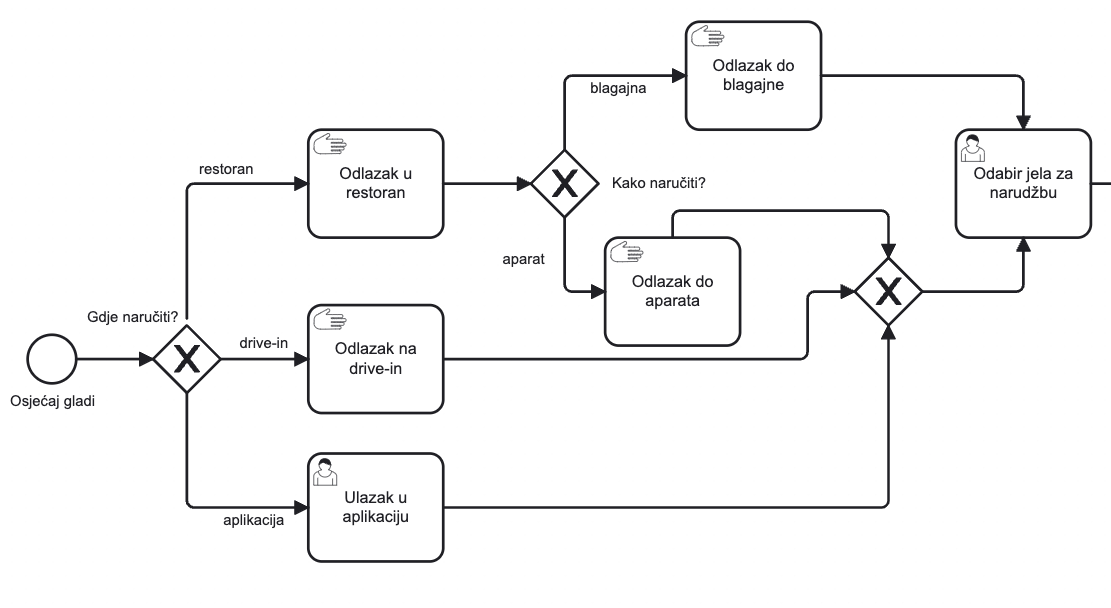 Odlazak do
blagajne
blagajna
restoran
Odlazak u
restoran
Kako naručiti?
Odabir jela za
narudžbu
aparat
Odlazak do
aparata
Gdje naručiti?
drive-in
Odlazak na
drive-in
Osjećaj gladi
Ulazak u
aplikaciju
aplikacija